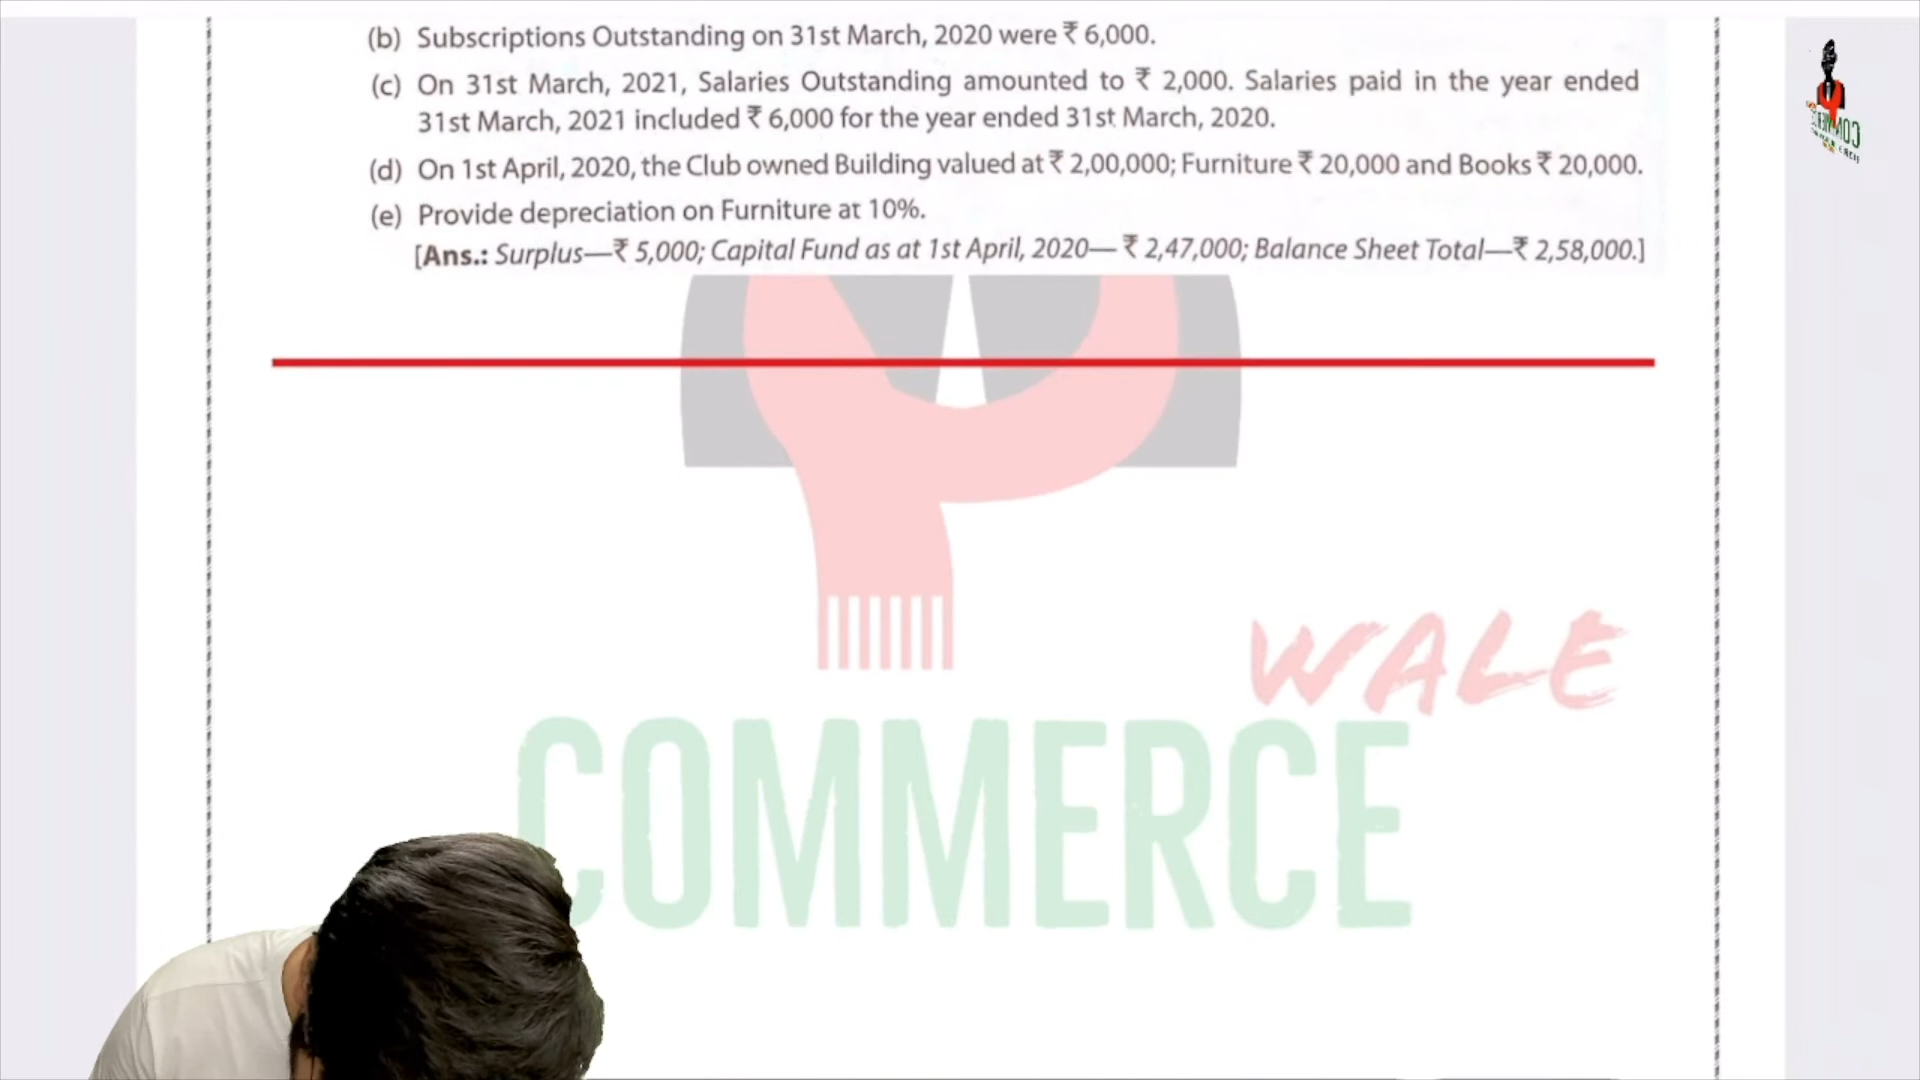 (b) Subscriptions Outstanding on 31st March, 2020 were ₹ 6,000.
(c) On 31st March, 2021, Salaries Outstanding amounted to ₹ 2,000. Salaries paid in the year ended
31st March, 2021 included ₹ 6,000 for the year ended 31st March, 2020.
(d) On 1st April, 2020, the Club owned Building valued at ₹ 2,00,000; Furniture ₹ 20,000 and Books ₹ 20,000.
(e) Provide depreciation on Furniture at 10%.
[Ans.: Surplus—₹ 5,000; Capital Fund as at 1st April, 2020— ₹ 2,47,000; Balance Sheet Total—₹ 2,58,000.]
WALE
COMMERCE